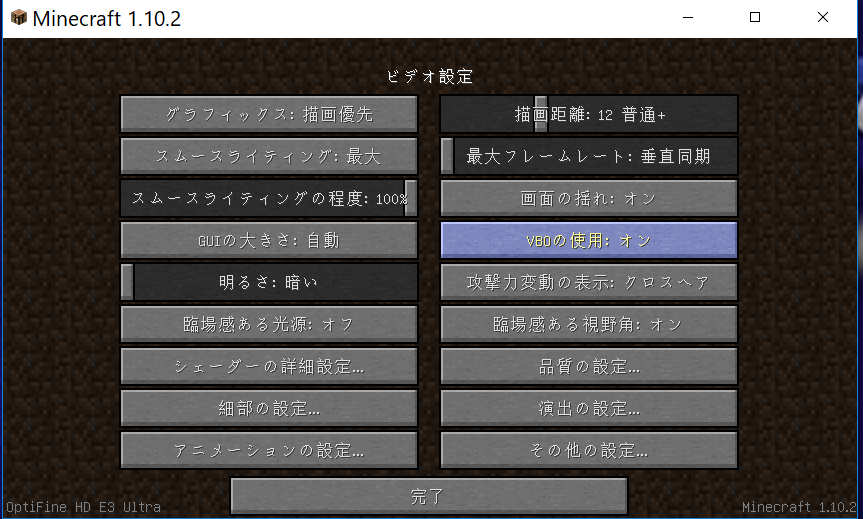 Minecraft 1.10.2
ビデオ設定
グラフィックス: 描画優先
描画距離: 12 普通+
スムースライティング: 最大
最大フレームレート: 垂直同期
スムースライティングの程度: 100%
画面の揺れ: オン
GUIの大きさ: 自動
VBOの使用: オン
明るさ: 暗い
攻撃力変動の表示: クロスヘア
臨場感ある光源: オフ
臨場感ある視野角: オン
シェーダーの詳細設定...
品質の設定...
細部の設定...
演出の設定...
アニメーションの設定...
その他の設定...
完了
OptiFine HD E3 Ultra
Minecraft 1.10.2